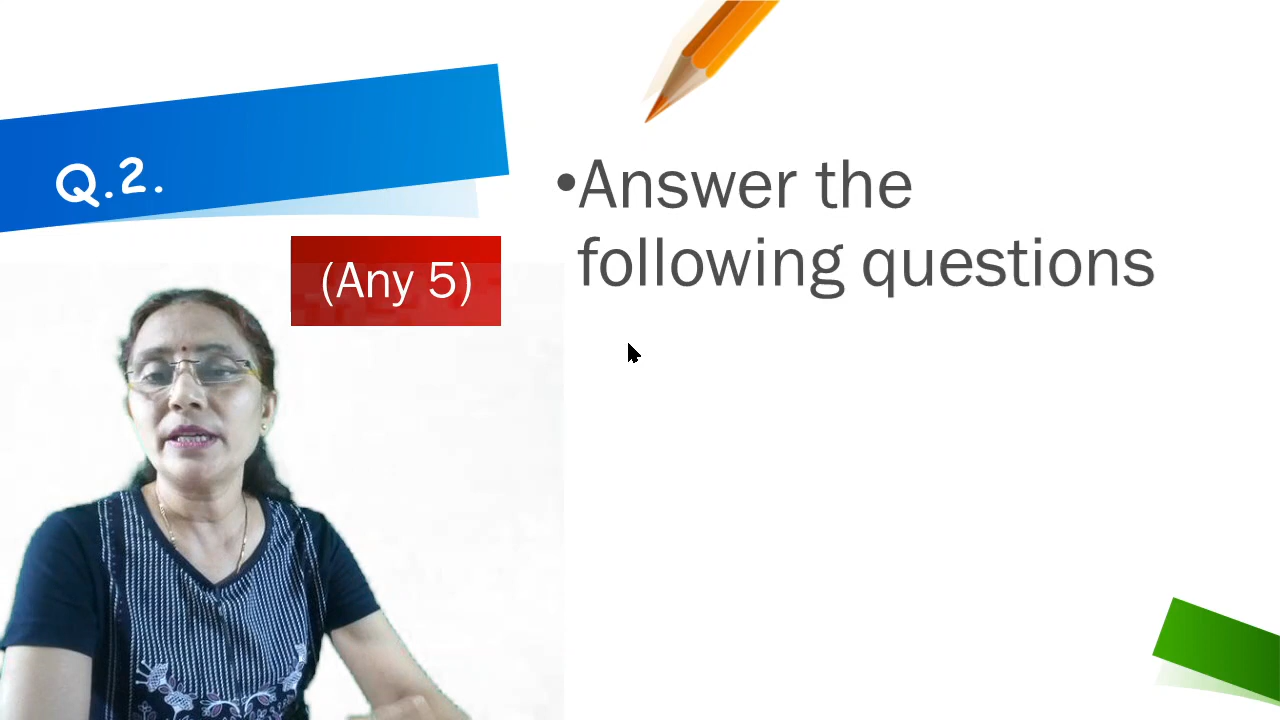 Q.2.
(Any 5)
•Answer the
following questions